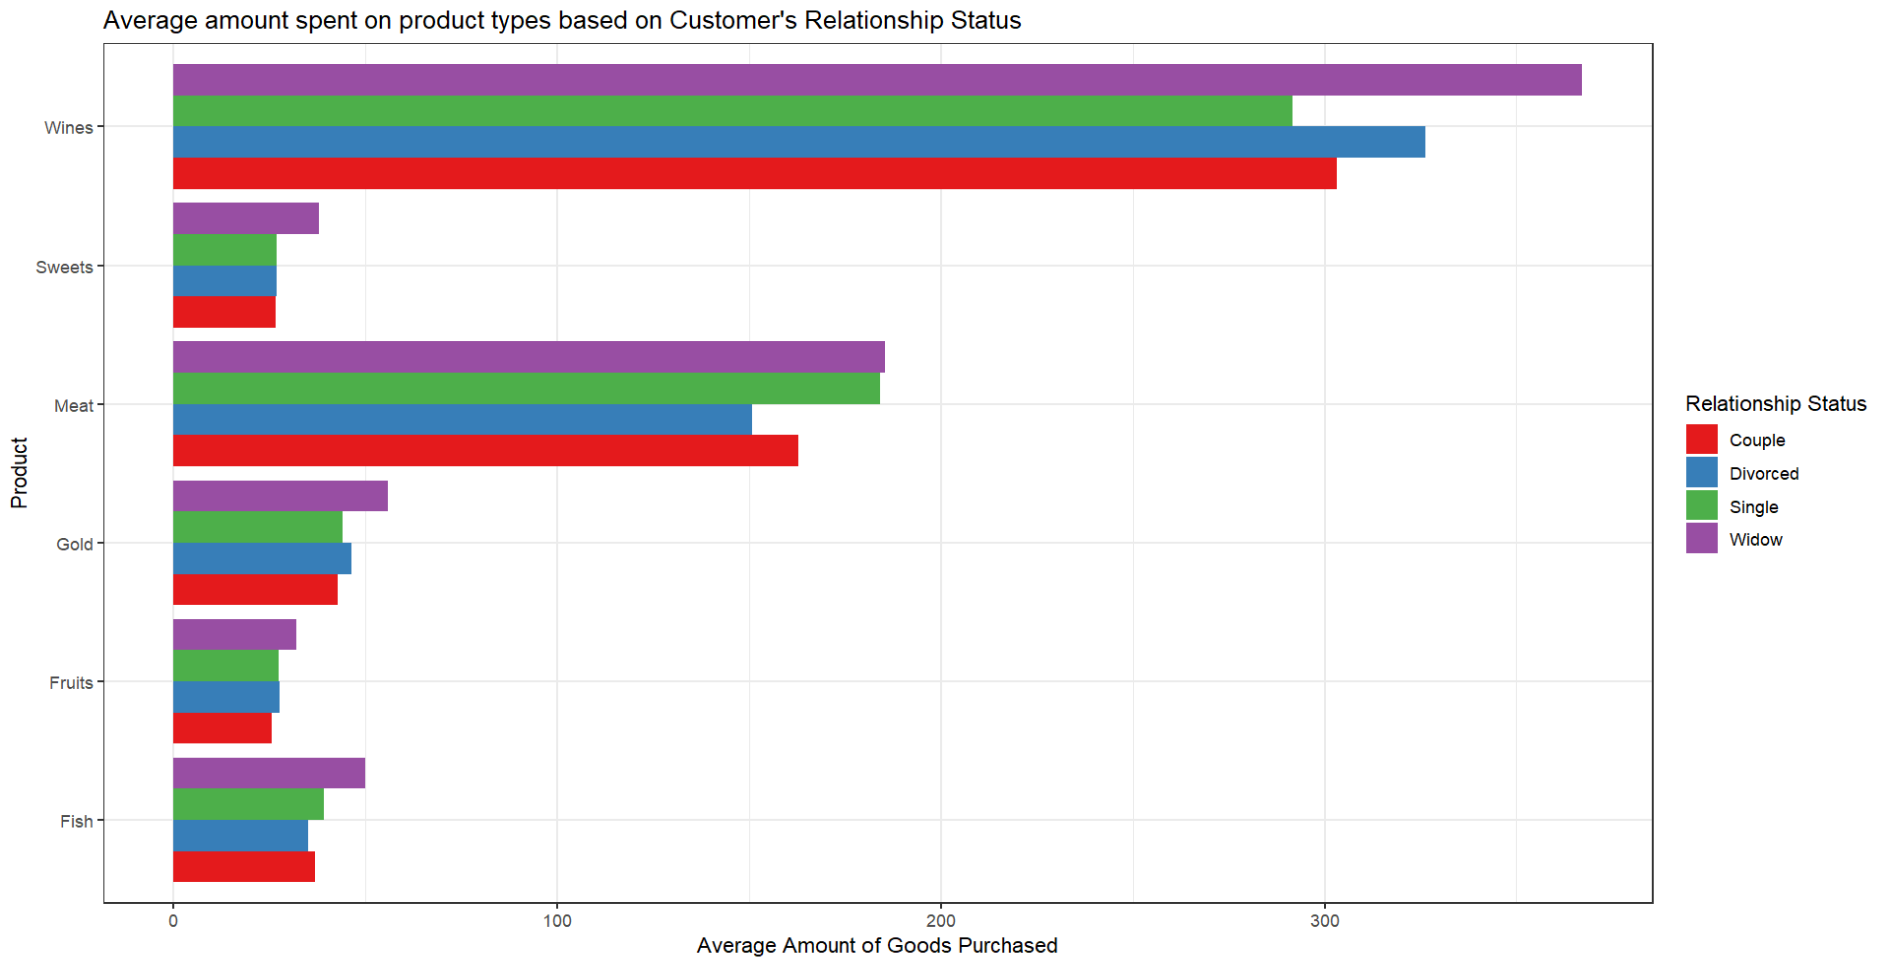 Average amount spent on product types based on Customer's Relationship Status
Product
Wines
Sweets
Meat
Gold
Fruits
Fish
0 100 200 300
Average Amount of Goods Purchased
Relationship Status
Couple
Divorced
Single
Widow